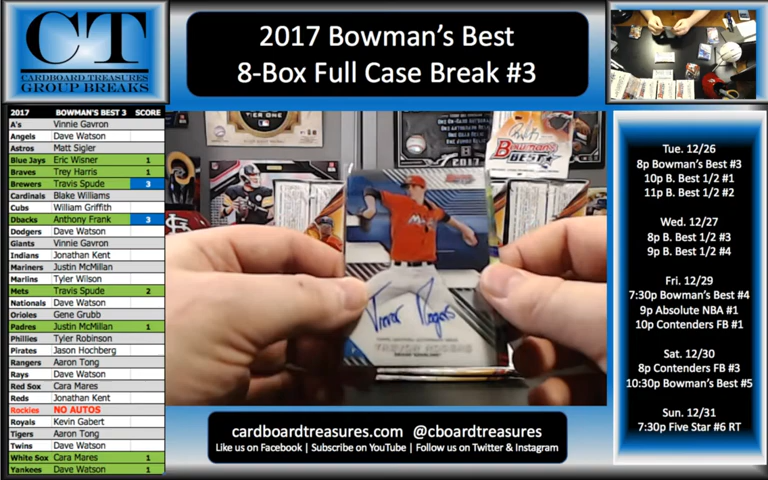 CT
CARDBOARD TREASURES
GROUP BREAKS
2017 Bowman's Best
8-Box Full Case Break #3
2017 BOWMAN'S BEST 3 SCORE
A's Vinnie Gavron
Angels Dave Watson
Astros Matt Sigler
Blue Jays Eric Wisner 1
Braves Trey Harris 1
Brewers Travis Spude 3
Cardinals Blake Williams
Cubs William Griffith
Dbacks Anthony Frank 3
Dodgers Dave Watson
Giants Vinnie Gavron
Indians Jonathan Kent
Mariners Justin McMillan
Marlins Tyler Wilson
Mets Travis Spude 2
Nationals Dave Watson
Orioles Gene Grubb
Padres Justin McMillan 1
Phillies Tyler Robinson
Pirates Jason Hochberg
Rangers Aaron Tong
Rays Dave Watson
Red Sox Cara Mares
Reds Jonathan Kent
Rockies NO AUTOS
Royals Kevin Gabert
Tigers Aaron Tong
Twins Dave Watson
White Sox Cara Mares 1
Yankees Dave Watson 1
TIER ONE
2017
Bowman's
BEST
Trevor Rogers
TREVOR ROGERS
cardboardtreasures.com @cboardtreasures
Like us on Facebook | Subscribe on YouTube | Follow us on Twitter & Instagram
Tue. 12/26
8p Bowman's Best #3
10p B. Best 1/2 #1
11p B. Best 1/2 #2
Wed. 12/27
8p B. Best 1/2 #3
9p B. Best 1/2 #4
Fri. 12/29
7:30p Bowman's Best #4
9p Absolute NBA #1
10p Contenders FB #1
Sat. 12/30
8p Contenders FB #3
10:30p Bowman's Best #5
Sun. 12/31
7:30p Five Star #6 RT